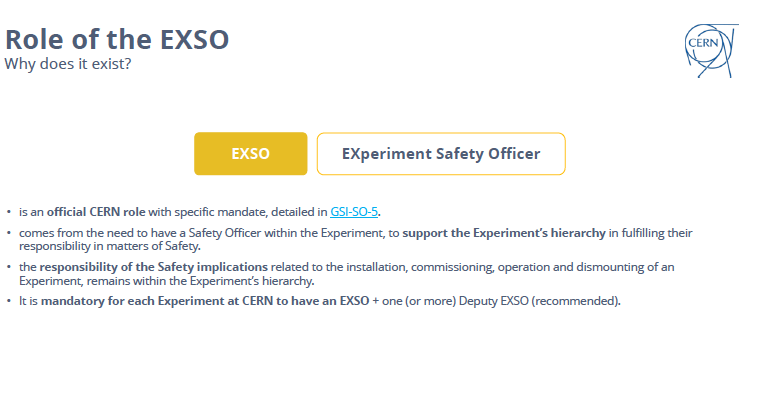 Role of the EXSO
Why does it exist?
CERN
EXSO
EXperiment Safety Officer
• is an official CERN role with specific mandate, detailed in GSI-SO-5.
• comes from the need to have a Safety Officer within the Experiment, to support the Experiment's hierarchy in fulfilling their
responsibility in matters of Safety.
• the responsibility of the Safety implications related to the installation, commissioning, operation and dismounting of an
Experiment, remains within the Experiment's hierarchy.
• It is mandatory for each Experiment at CERN to have an EXSO + one (or more) Deputy EXSO (recommended).